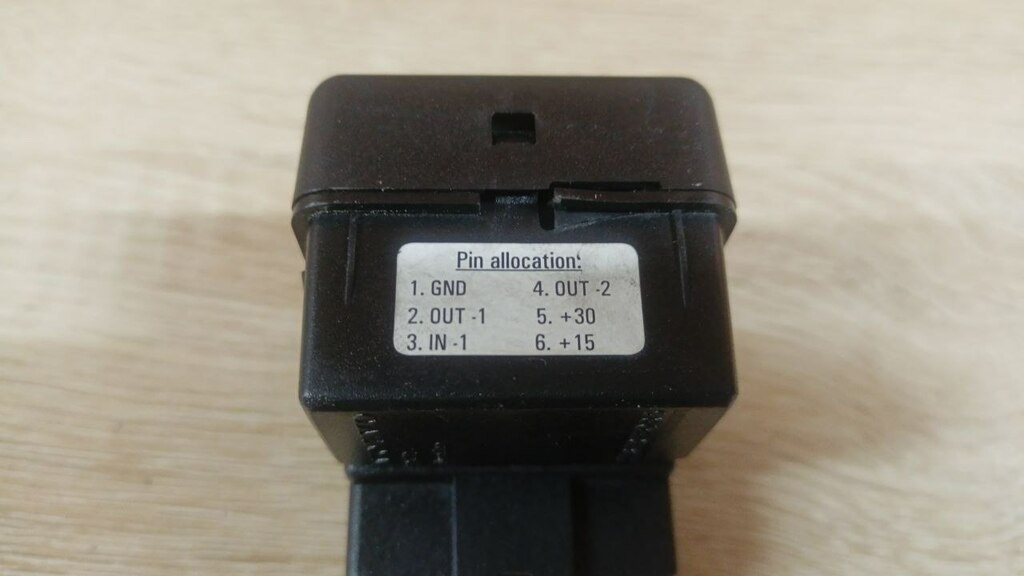 Pin allocation:
1. GND 4. OUT -2
2. OUT -1 5. +30
3. IN -1 6. +15